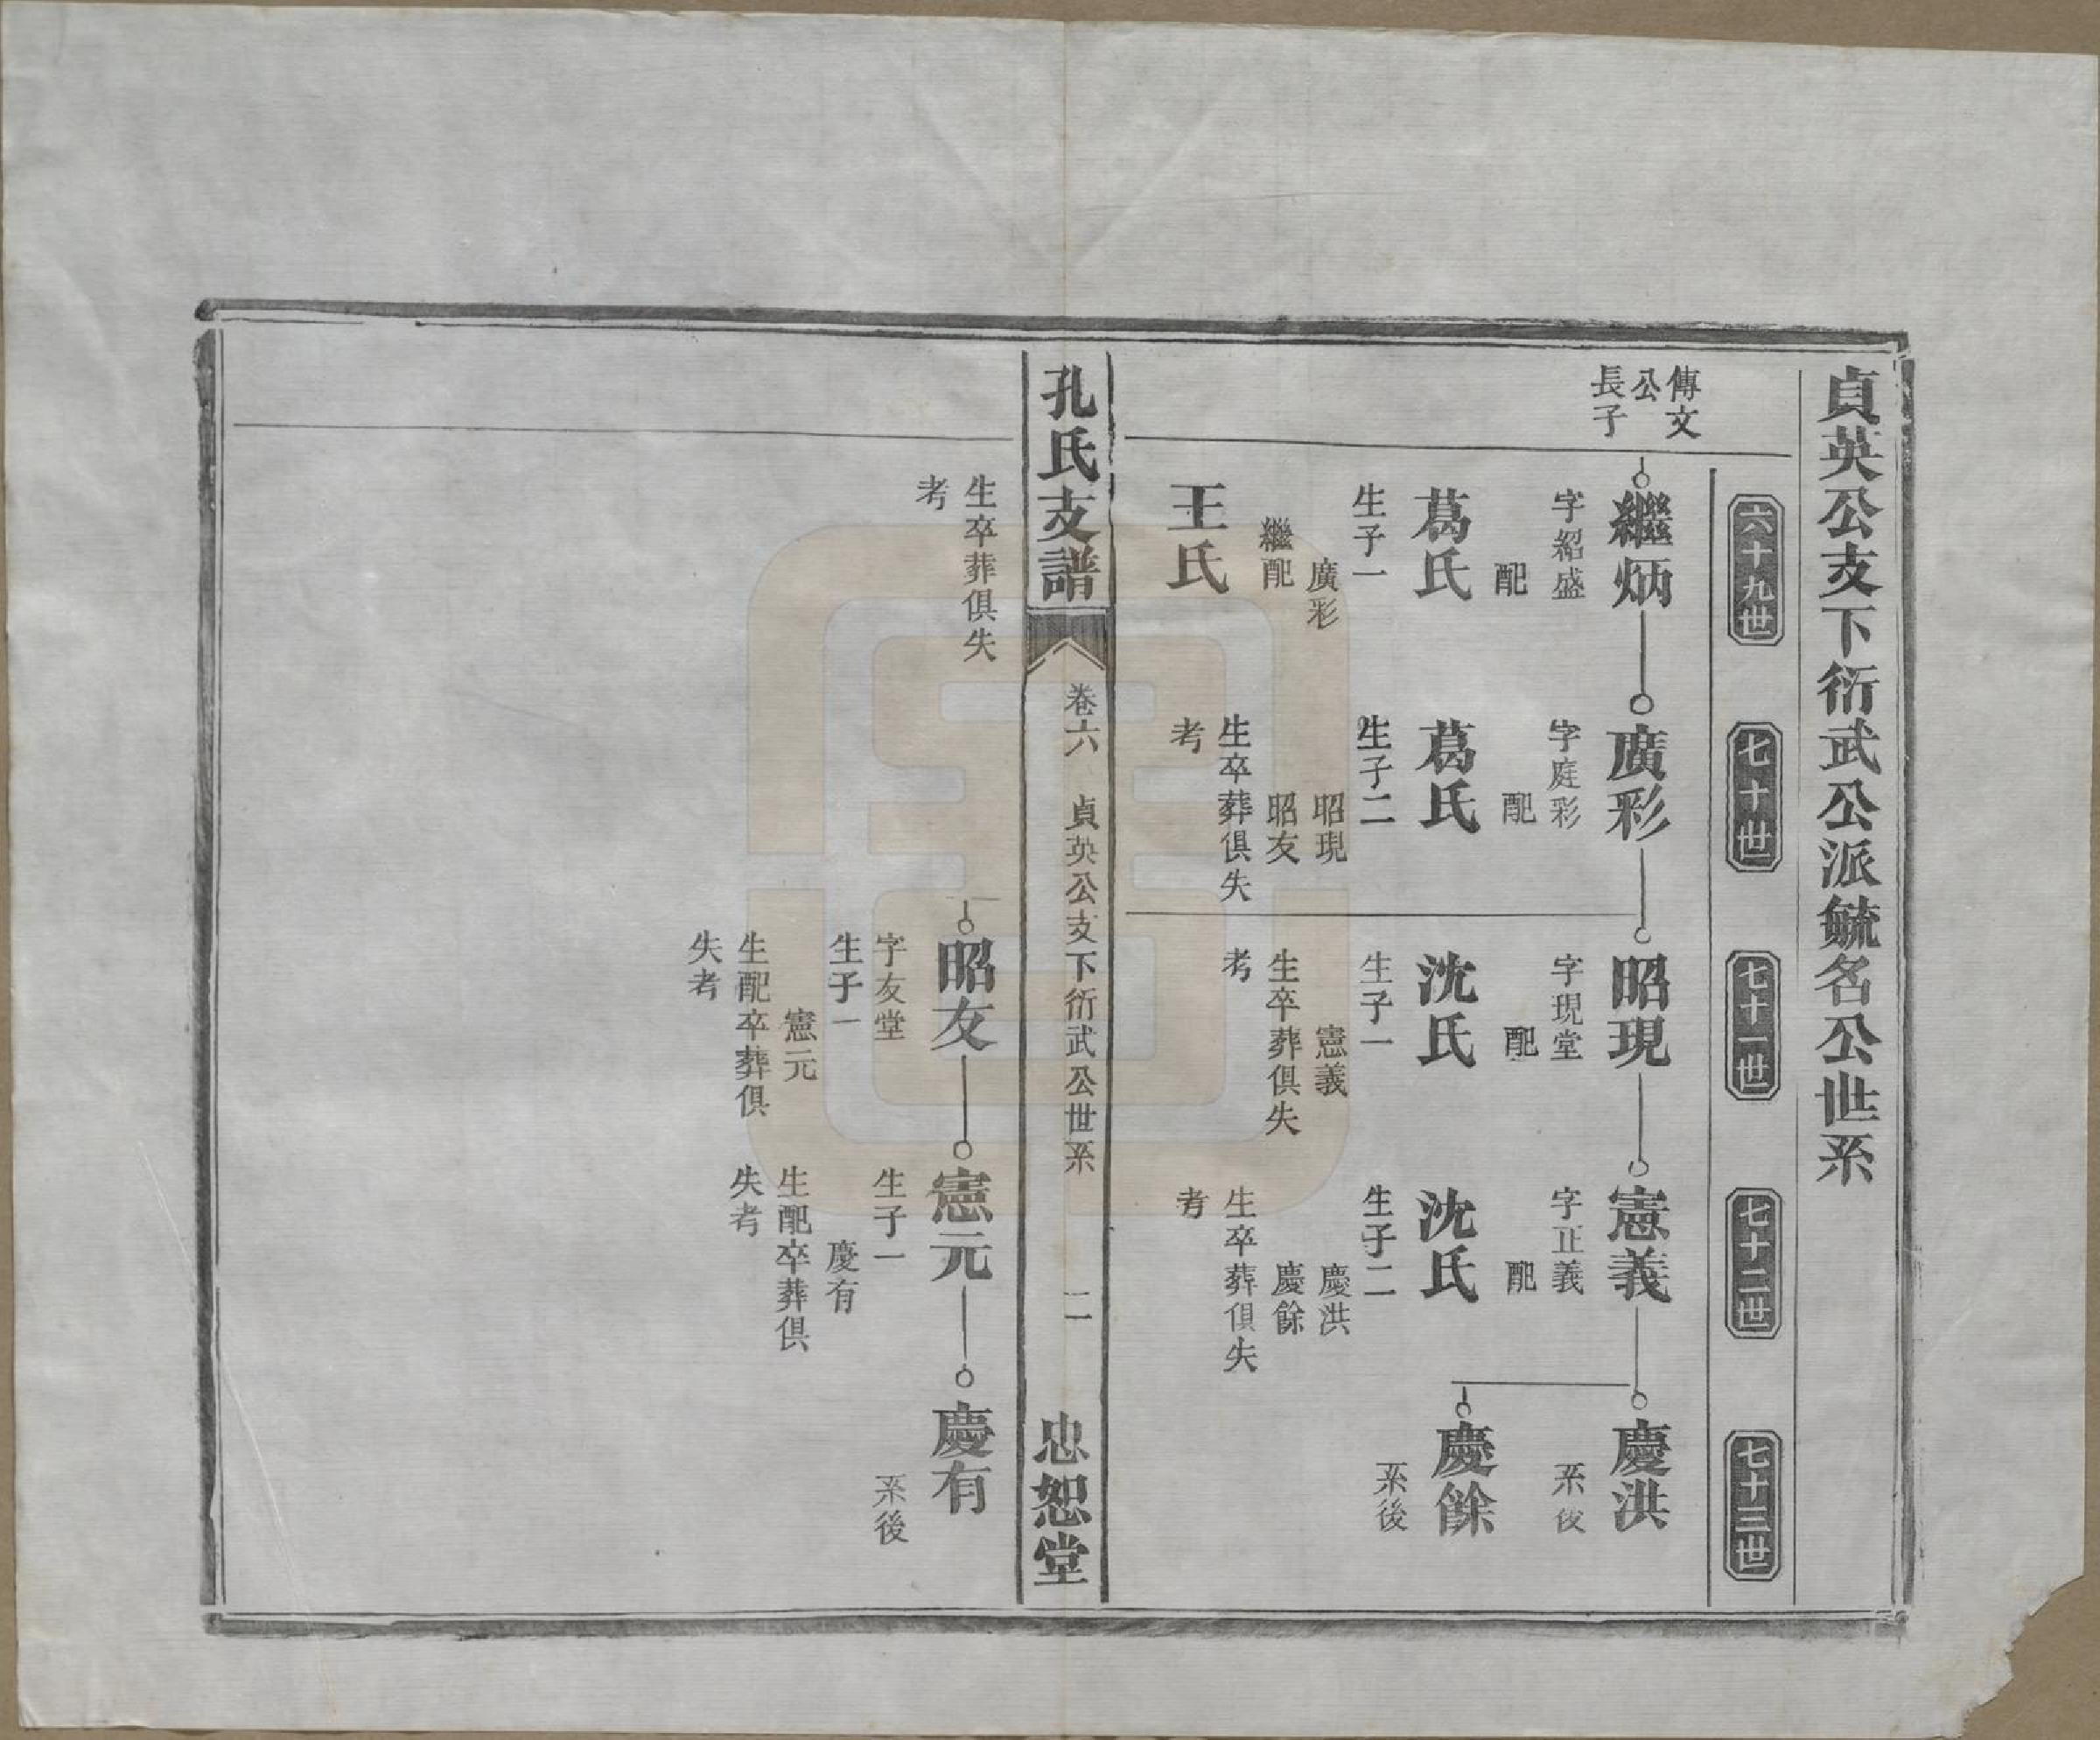 貞英公支下衍武公派毓名公世系
六十九世
七十世
七十一世
七十二世
七十三世
傳文
公
長子
繼炳
字紹盛
配
葛氏
生子一
廣彩
繼配
王氏
廣彩
字庭彩
配
葛氏
生子二
昭現
昭友
生卒葬俱失
考
昭現
字現堂
配
沈氏
生子一
憲義
生卒葬俱失
考
憲義
字正義
配
沈氏
生子二
慶洪
慶餘
生卒葬俱失
考
慶洪
系後
慶餘
系後
孔氏支譜
卷六
貞英公支下衍武公世系
二
忠恕堂
生卒葬俱失
考
昭友
字友堂
生子一
憲元
生配卒葬俱
失考
憲元
生子一
慶有
生配卒葬俱
失考
慶有
系後